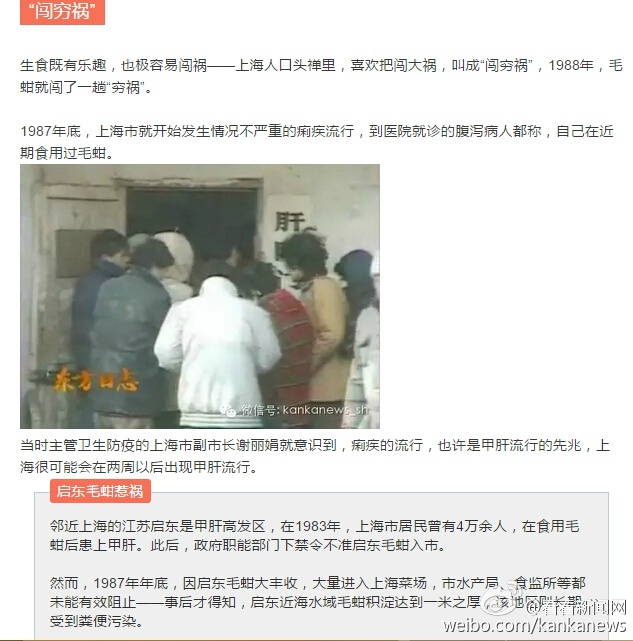 “闯穷祸”
生食既有乐趣，也极容易闯祸——上海人口头禅里，喜欢把闯大祸，叫成“闯穷祸”，1988年，毛
蚶就闯了一趟“穷祸”。
1987年底，上海市就开始发生情况不严重的痢疾流行，到医院就诊的腹泻病人都称，自己在近
期食用过毛蚶。
肝
东方日志
微信号: kankanews_sh
当时主管卫生防疫的上海市副市长谢丽娟就意识到，痢疾的流行，也许是甲肝流行的先兆，上
海很可能会在两周以后出现甲肝流行。
启东毛蚶惹祸
邻近上海的江苏启东是甲肝高发区，在1983年，上海市居民曾有4万余人，在食用毛
蚶后患上甲肝。此后，政府职能部门下禁令不准启东毛蚶入市。
然而，1987年年底，因启东毛蚶大丰收，大量进入上海菜场，市水产局、食监所等都
未能有效阻止——事后才得知，启东近海水域毛蚶积淀达到一米之厚，该地区则长期
受到粪便污染。
@看看新闻网
weibo.com/kankanews